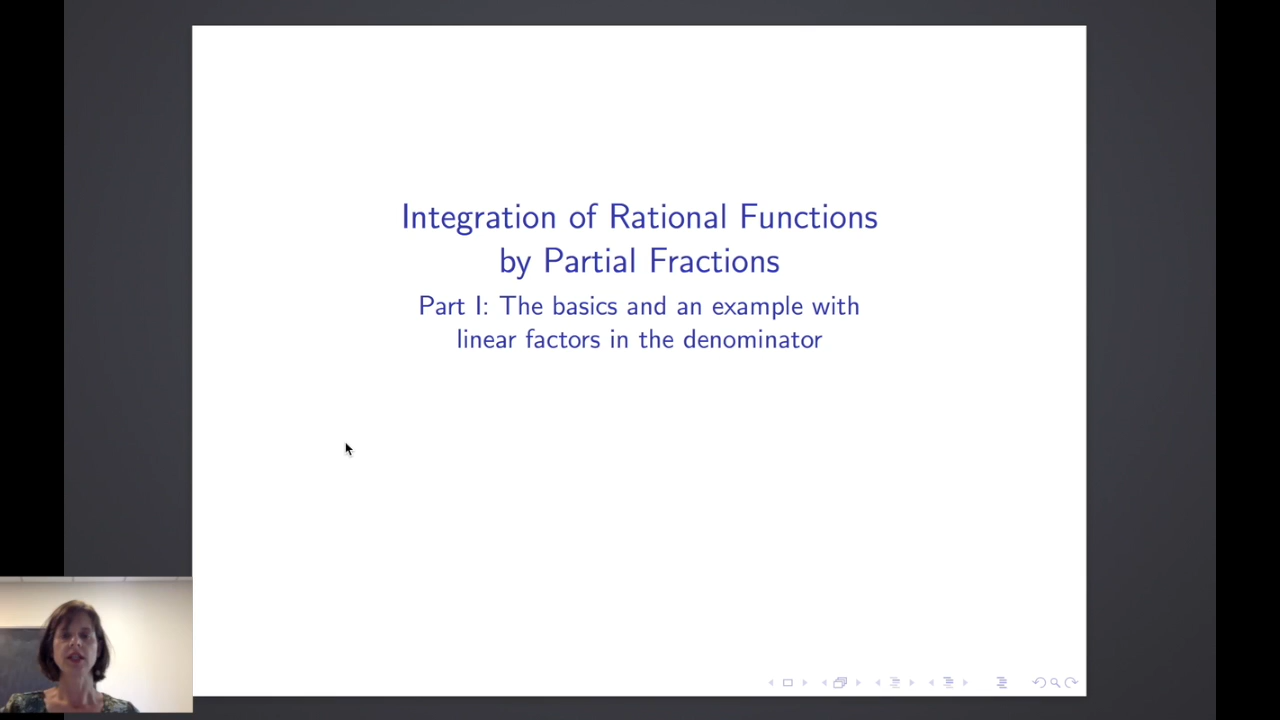 Integration of Rational Functions
by Partial Fractions
Part I: The basics and an example with
linear factors in the denominator